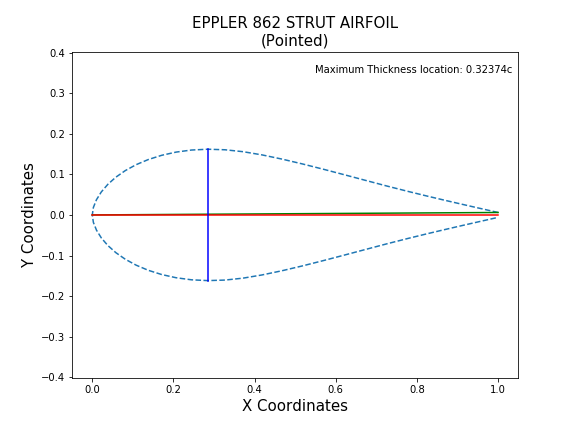 EPPLER 862 STRUT AIRFOIL
(Pointed)
Maximum Thickness location: 0.32374c
0.4
0.3
0.2
0.1
0.0
−0.1
−0.2
−0.3
−0.4
Y Coordinates
0.0 0.2 0.4 0.6 0.8 1.0
X Coordinates